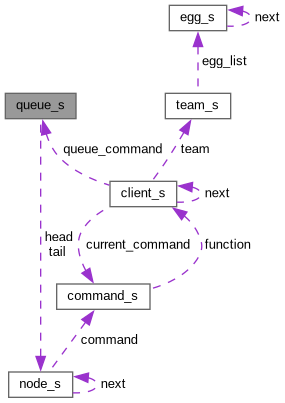 egg_s
next
egg_list
queue_s
team_s
queue_command
team
client_s
next
head
tail
current_command
function
command_s
command
node_s
next